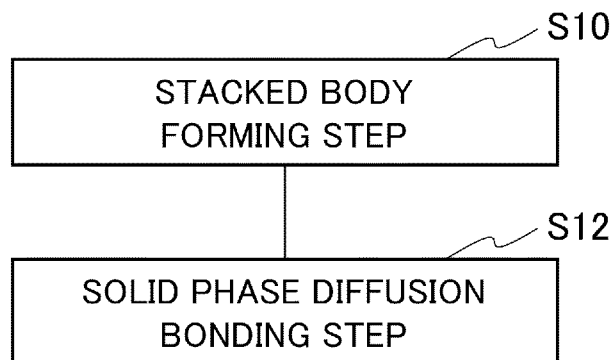 S10
STACKED BODY
FORMING STEP
S12
SOLID PHASE DIFFUSION
BONDING STEP